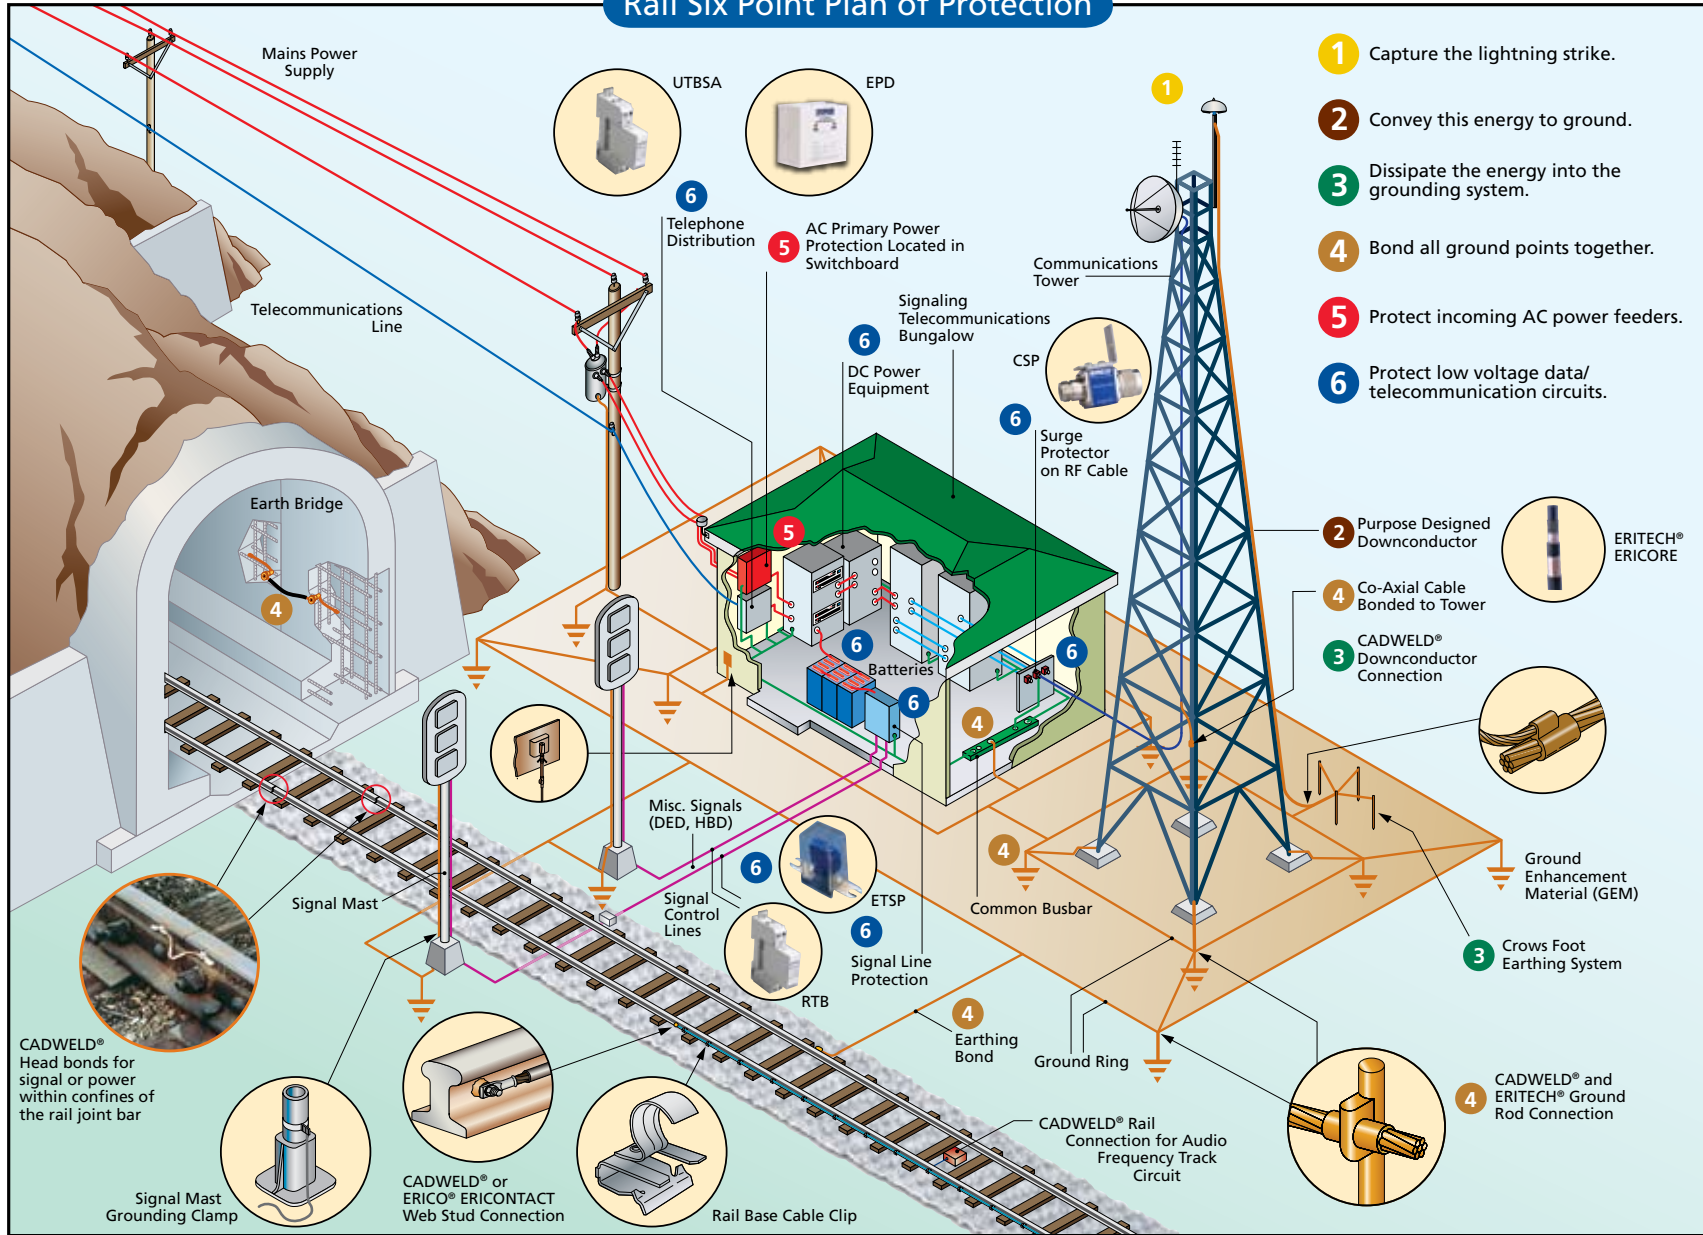 Rail Six Point Plan of Protection
Mains Power
Supply
UTBSA
EPD
1
1
Capture the lightning strike.
2
Convey this energy to ground.
3
Dissipate the energy into the
grounding system.
4
Bond all ground points together.
5
Protect incoming AC power feeders.
6
Protect low voltage data/
telecommunication circuits.
6
Telephone
Distribution
5
AC Primary Power
Protection Located in
Switchboard
Communications
Tower
Telecommunications
Line
Signaling
Telecommunications
Bungalow
6
DC Power
Equipment
CSP
6
Surge
Protector
on RF Cable
Earth Bridge
4
5
2
Purpose Designed
Downconductor
ERITECH®
ERICORE
4
Co-Axial Cable
Bonded to Tower
3
CADWELD®
Downconductor
Connection
6
Batteries
6
6
4
Misc. Signals
(DED, HBD)
6
ETSP
4
Ground
Enhancement
Material (GEM)
Signal Mast
Signal
Control
Lines
Common Busbar
RTB
6
Signal Line
Protection
3
Crows Foot
Earthing System
4
Earthing
Bond
Ground Ring
CADWELD®
Head bonds for
signal or power
within confines of
the rail joint bar
4
CADWELD® and
ERITECH® Ground
Rod Connection
CADWELD® Rail
Connection for Audio
Frequency Track
Circuit
Signal Mast
Grounding Clamp
CADWELD® or
ERICO® ERICONTACT
Web Stud Connection
Rail Base Cable Clip